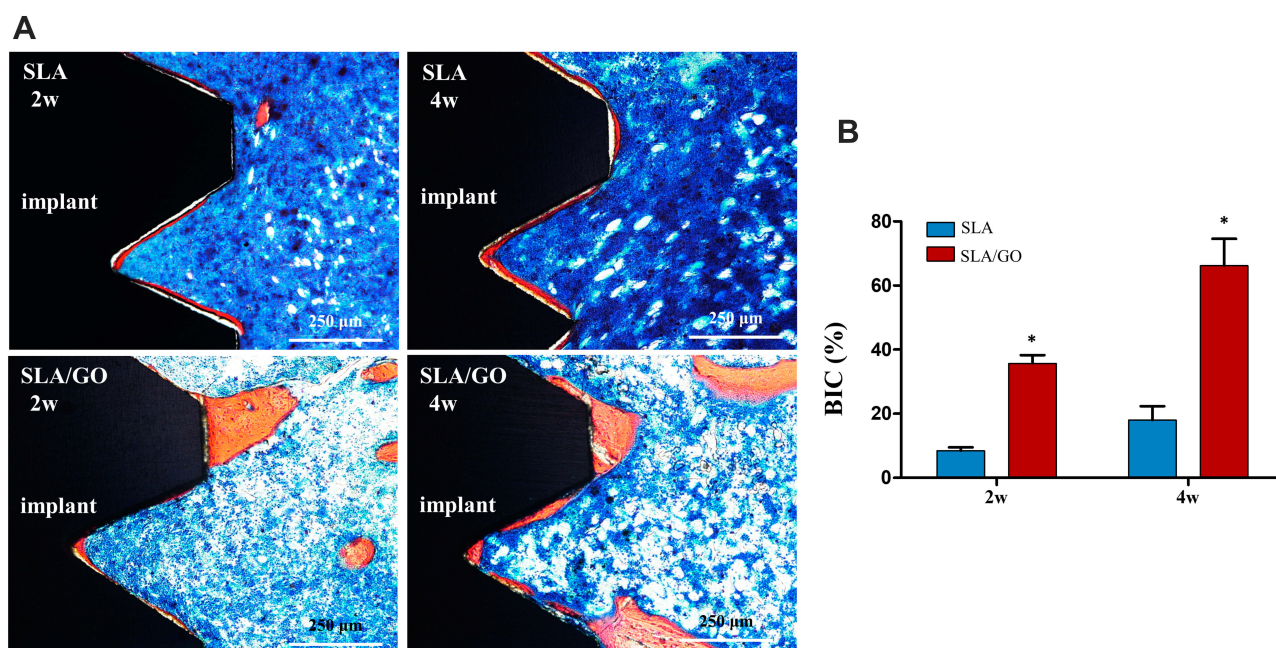 A
SLA
2w
implant
250 μm
SLA
4w
implant
250 μm
SLA/GO
2w
implant
250 μm
SLA/GO
4w
implant
250 μm
B
SLA
SLA/GO
BIC (%)
80
60
40
20
0
*
*
2w
4w